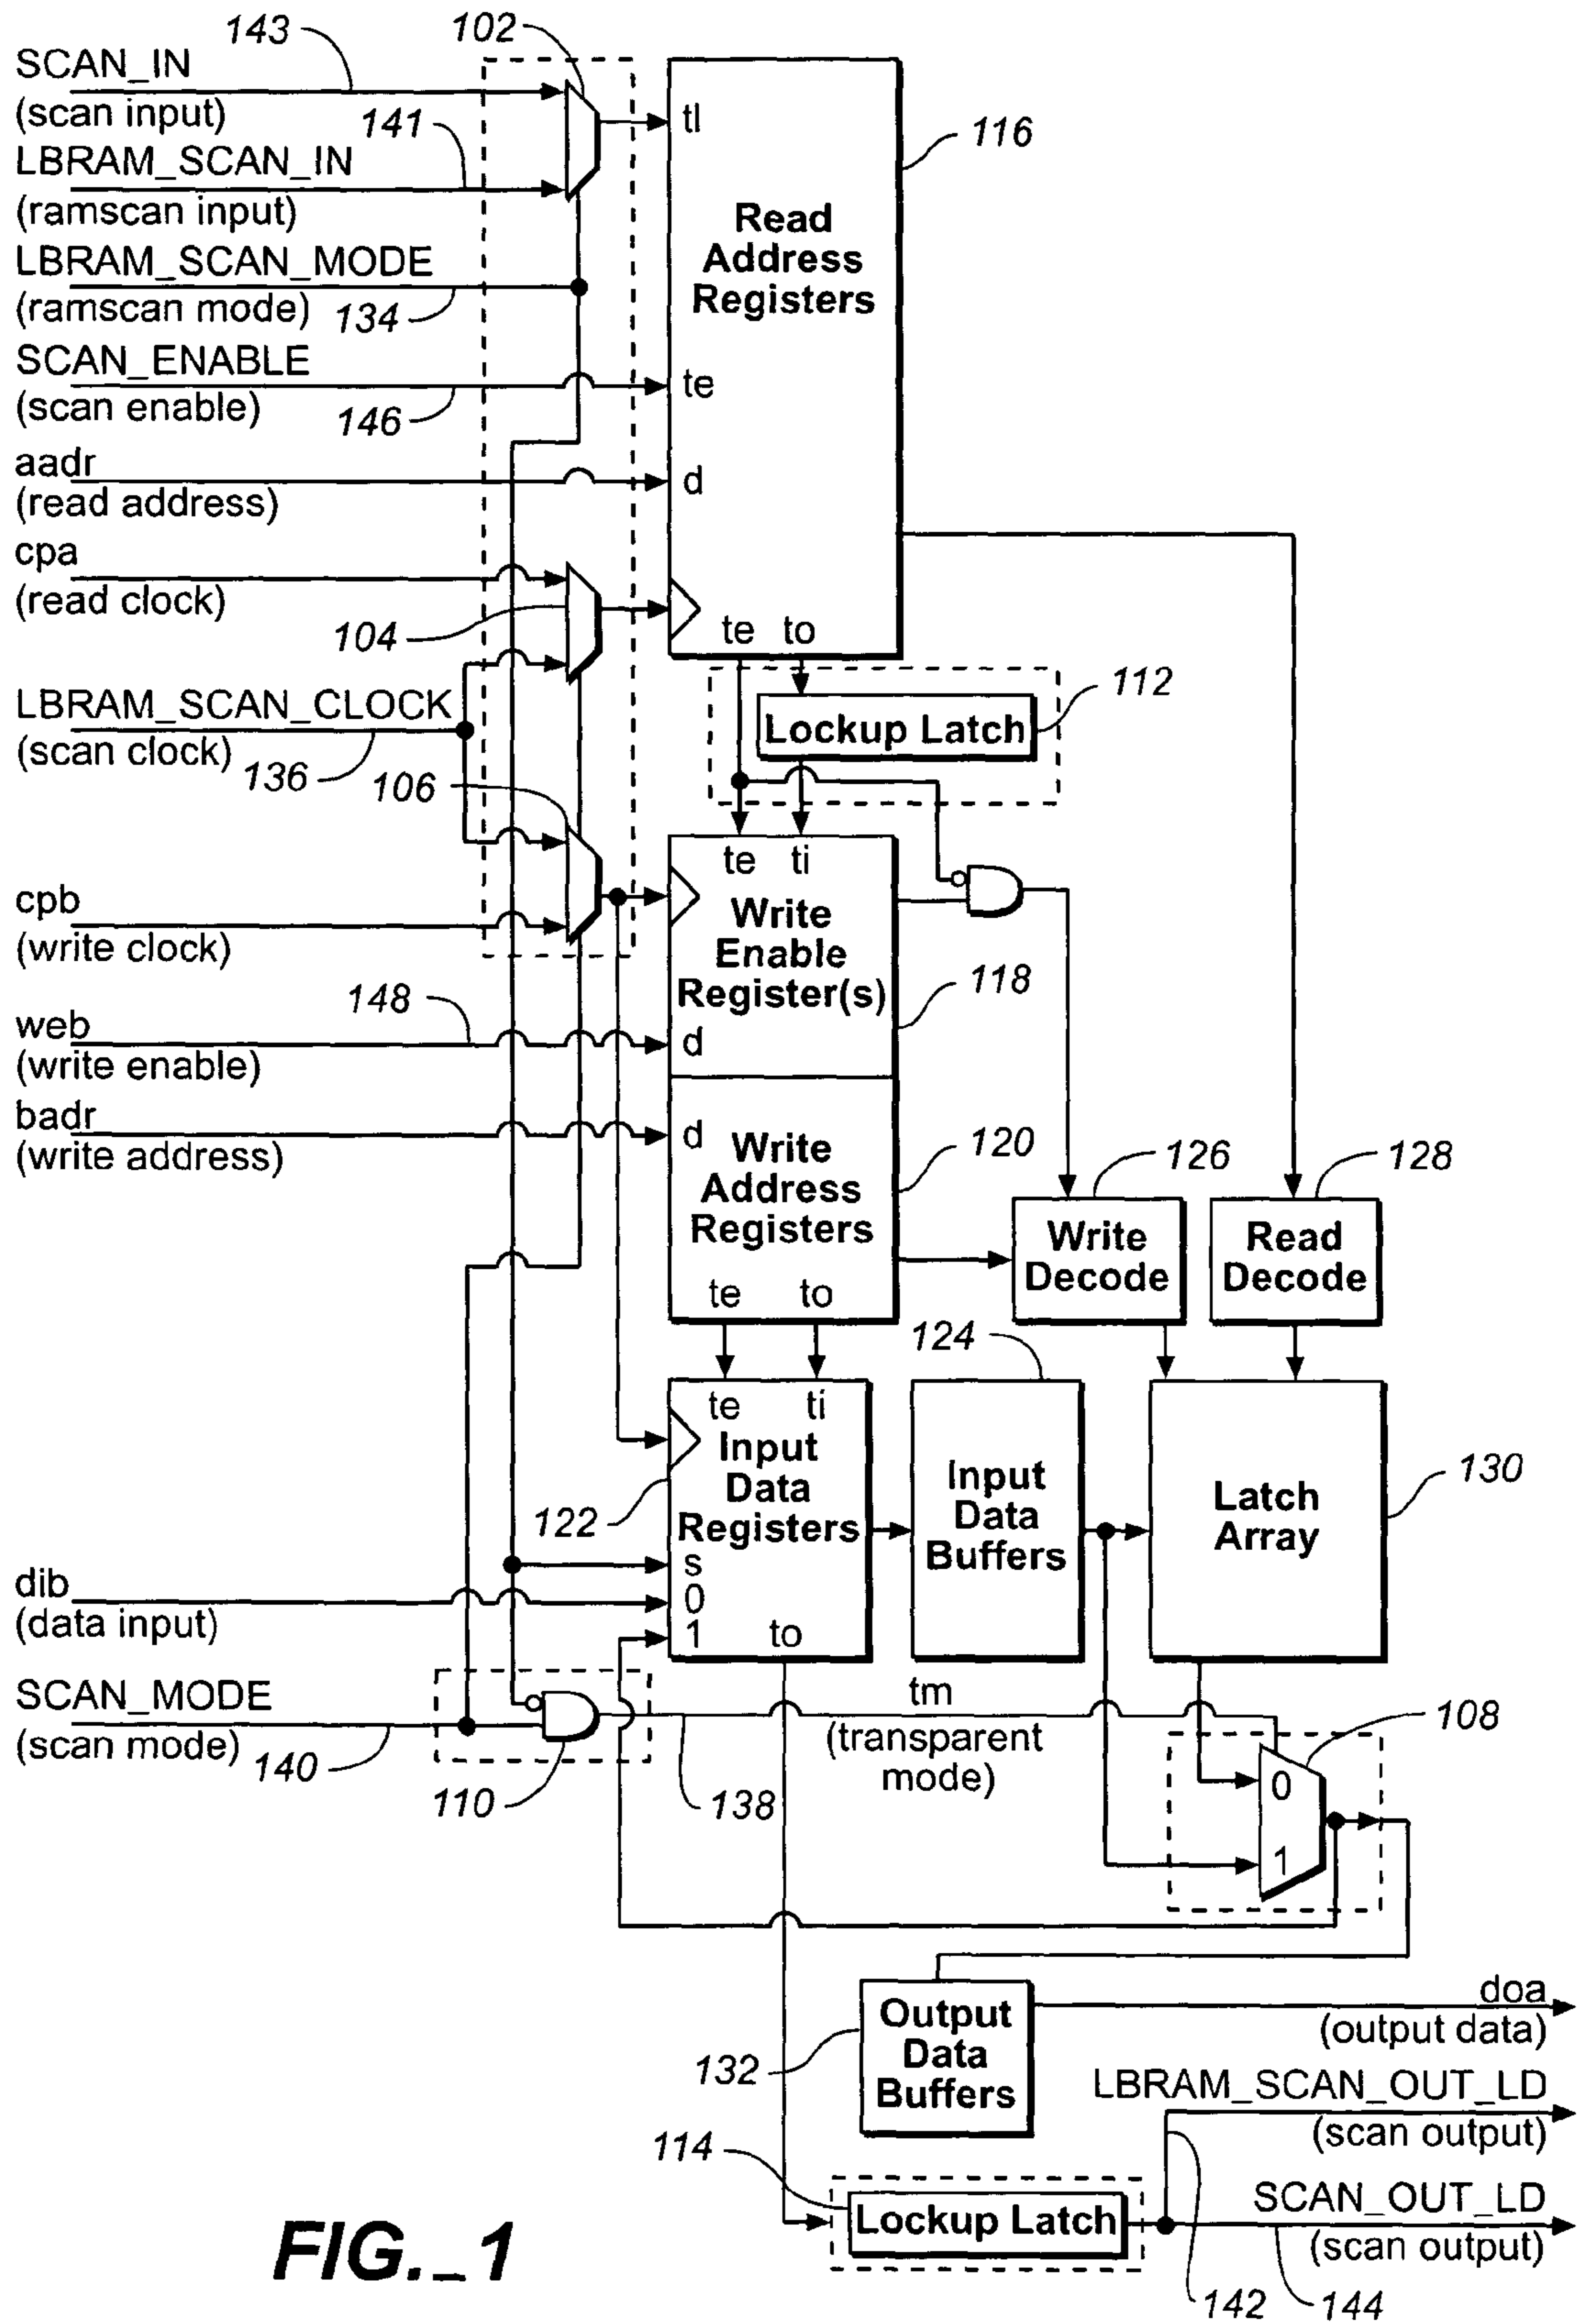 143
102
SCAN_IN
(scan input)
141
tl
116
LBRAM_SCAN_IN
(ramscan input)
Read
Address
Registers
LBRAM_SCAN_MODE
(ramscan mode)
134
SCAN_ENABLE
te
(scan enable)
146
aadr
d
(read address)
cpa
(read clock)
104
te to
112
LBRAM_SCAN_CLOCK
Lockup Latch
(scan clock)
136
106
te ti
cpb
Write
Enable
Register(s)
(write clock)
118
148
web
d
(write enable)
badr
d
(write address)
Write
Address
Registers
120
126
128
Write
Decode
Read
Decode
te to
124
te ti
Input
Data
Registers
122
Input
Data
Buffers
Latch
Array
130
s
dib
0
(data input)
1
to
SCAN_MODE
tm
(scan mode)
140
(transparent
mode)
108
110
138
0
1
doa
Output
Data
Buffers
(output data)
132
LBRAM_SCAN_OUT_LD
(scan output)
114
SCAN_OUT_LD
Lockup Latch
(scan output)
FIG._1
142
144